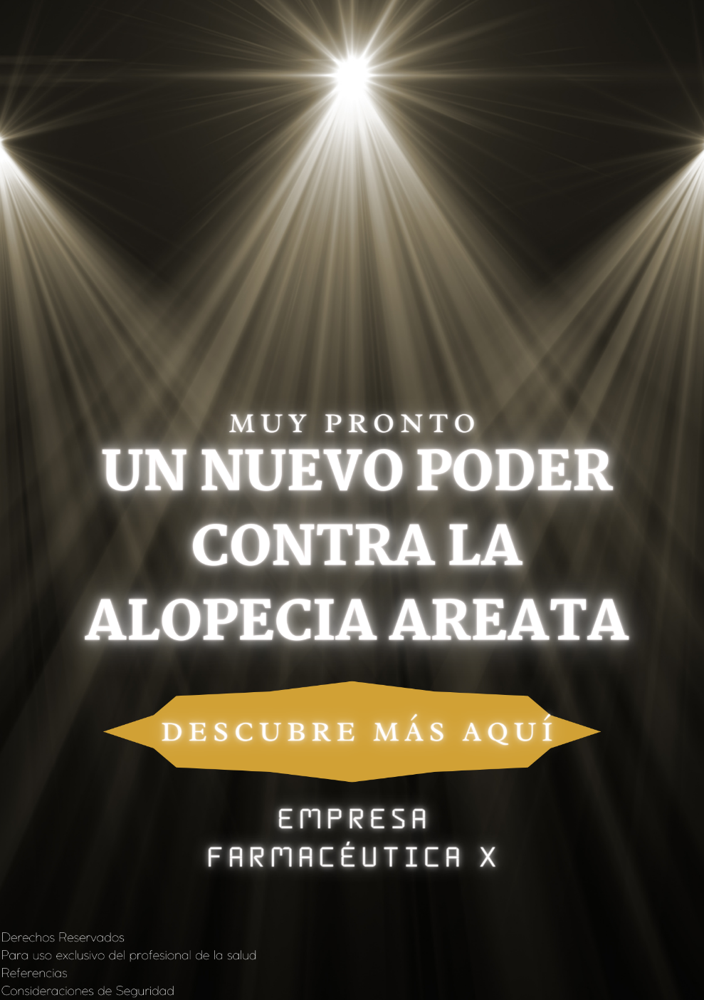 MUY PRONTO
UN NUEVO PODER
CONTRA LA
ALOPECIA AREATA
DESCUBRE MÁS AQUÍ
EMPRESA
FARMACÉUTICA X
Derechos Reservados
Para uso exclusivo del profesional de la salud
Referencias
Consideraciones de Seguridad